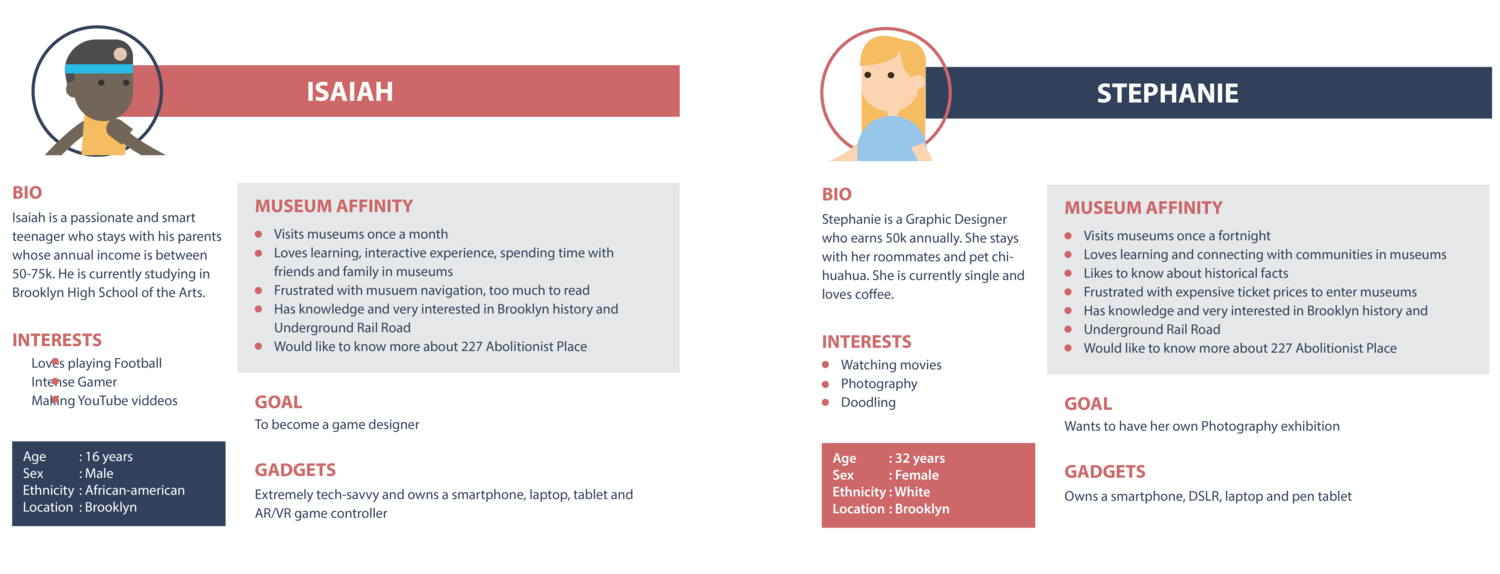 ISAIAH
BIO
Isaiah is a passionate and smart
teenager who stays with his parents
whose annual income is between
50-75k. He is currently studying in
Brooklyn High School of the Arts.
INTERESTS
Loves playing Football
Intense Gamer
Making YouTube viddeos
Age : 16 years
Sex : Male
Ethnicity : African-american
Location : Brooklyn
MUSEUM AFFINITY
Visits museums once a month
Loves learning, interactive experience, spending time with
friends and family in museums
Frustrated with musuem navigation, too much to read
Has knowledge and very interested in Brooklyn history and
Underground Rail Road
Would like to know more about 227 Abolitionist Place
GOAL
To become a game designer
GADGETS
Extremely tech-savvy and owns a smartphone, laptop, tablet and
AR/VR game controller
STEPHANIE
BIO
Stephanie is a Graphic Designer
who earns 50k annually. She stays
with her roommates and pet chi-
huahua. She is currently single and
loves coffee.
INTERESTS
Watching movies
Photography
Doodling
Age : 32 years
Sex : Female
Ethnicity : White
Location : Brooklyn
MUSEUM AFFINITY
Visits museums once a fortnight
Loves learning and connecting with communities in museums
Likes to know about historical facts
Frustrated with expensive ticket prices to enter museums
Has knowledge and very interested in Brooklyn history and
Underground Rail Road
Would like to know more about 227 Abolitionist Place
GOAL
Wants to have her own Photography exhibition
GADGETS
Owns a smartphone, DSLR, laptop and pen tablet